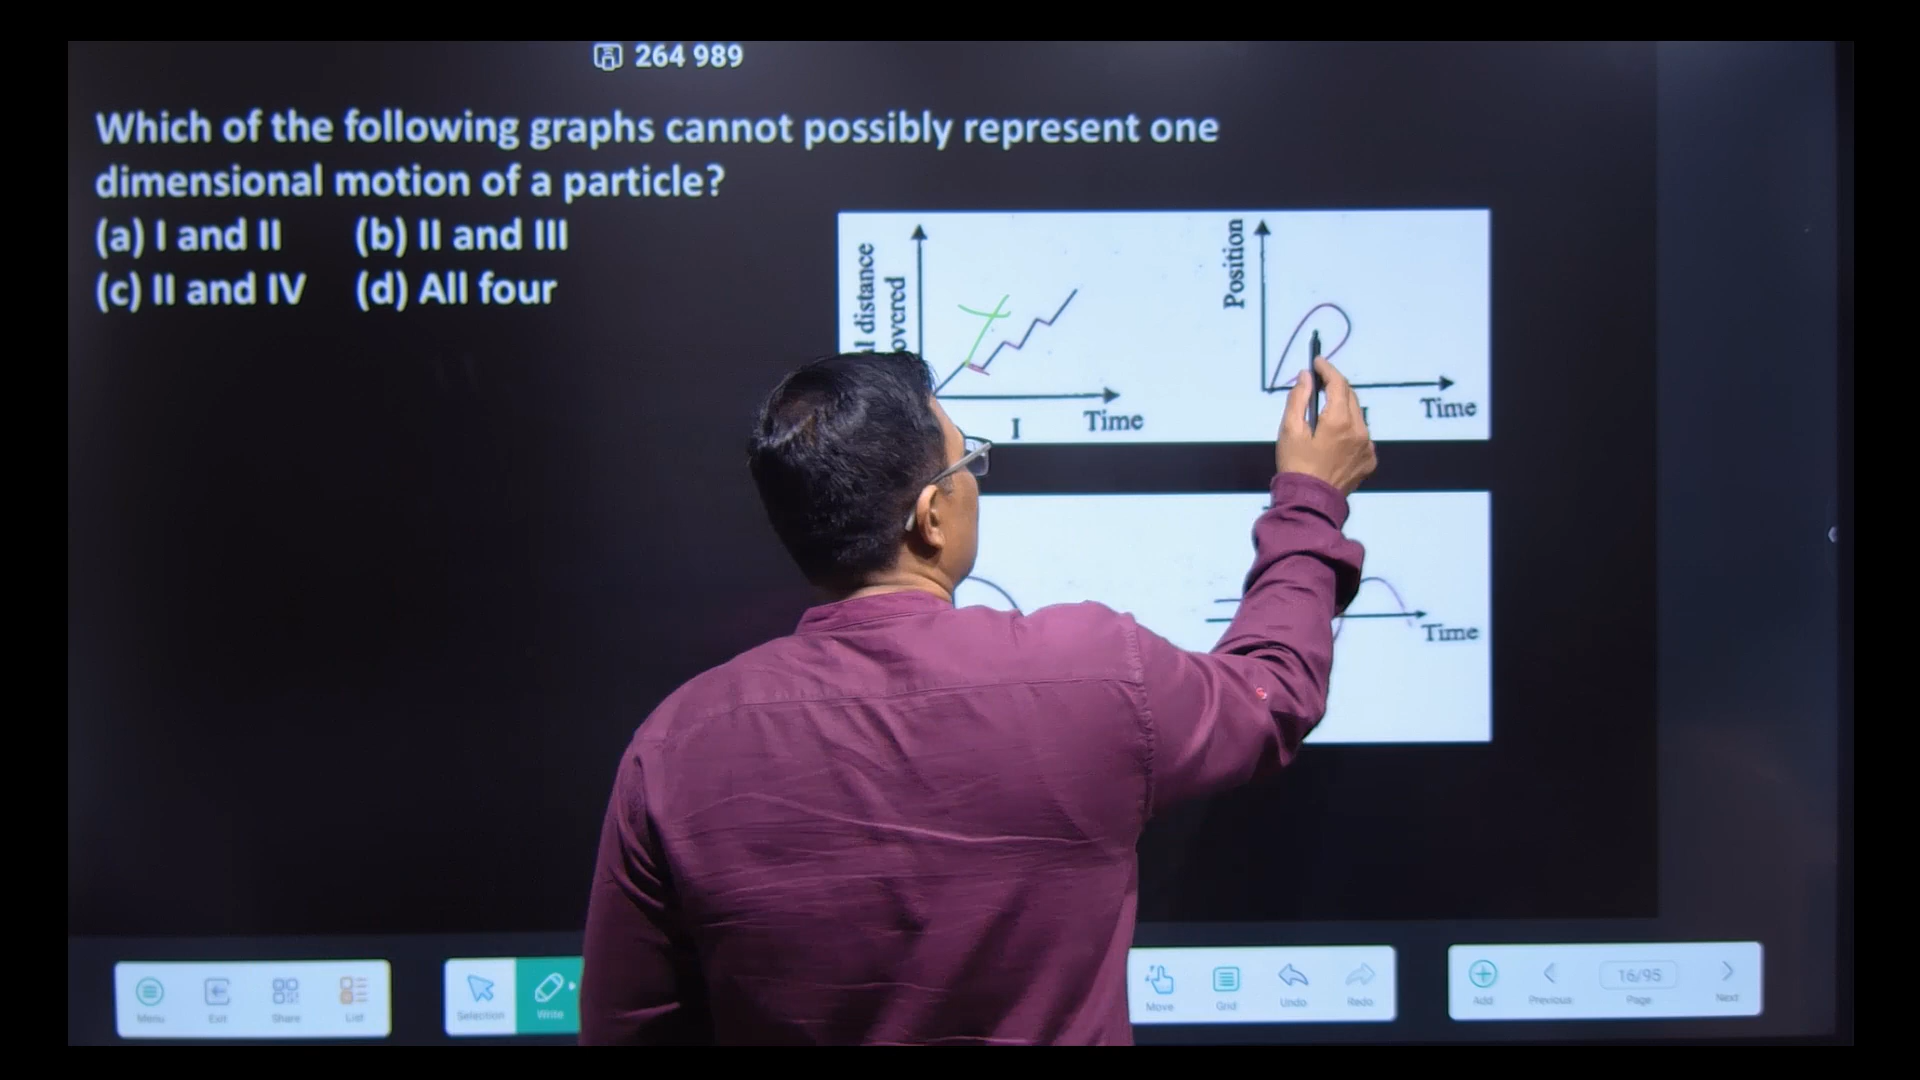 264 989
Which of the following graphs cannot possibly represent one
dimensional motion of a particle?
(a) I and II (b) II and III
(c) II and IV (d) All four
distance
Time
I
Position
Time
Time
Menu
Exit
Share
List
Selection
Write
Move
Grid
Undo
Redo
Add
Previous
16/95
Page
Next